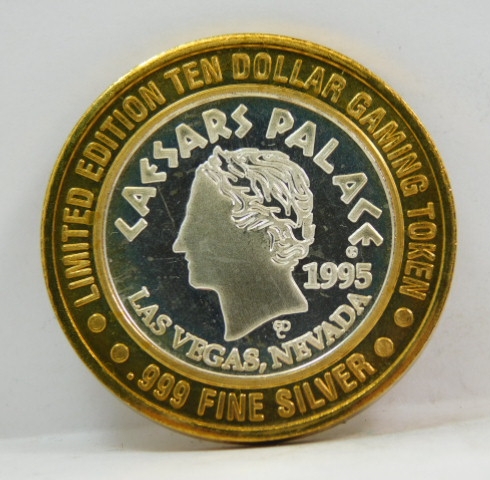 LIMITED EDITION TEN DOLLAR GAMING TOKEN
CAESARS PALACE
1995
LAS VEGAS, NEVADA
.999 FINE SILVER